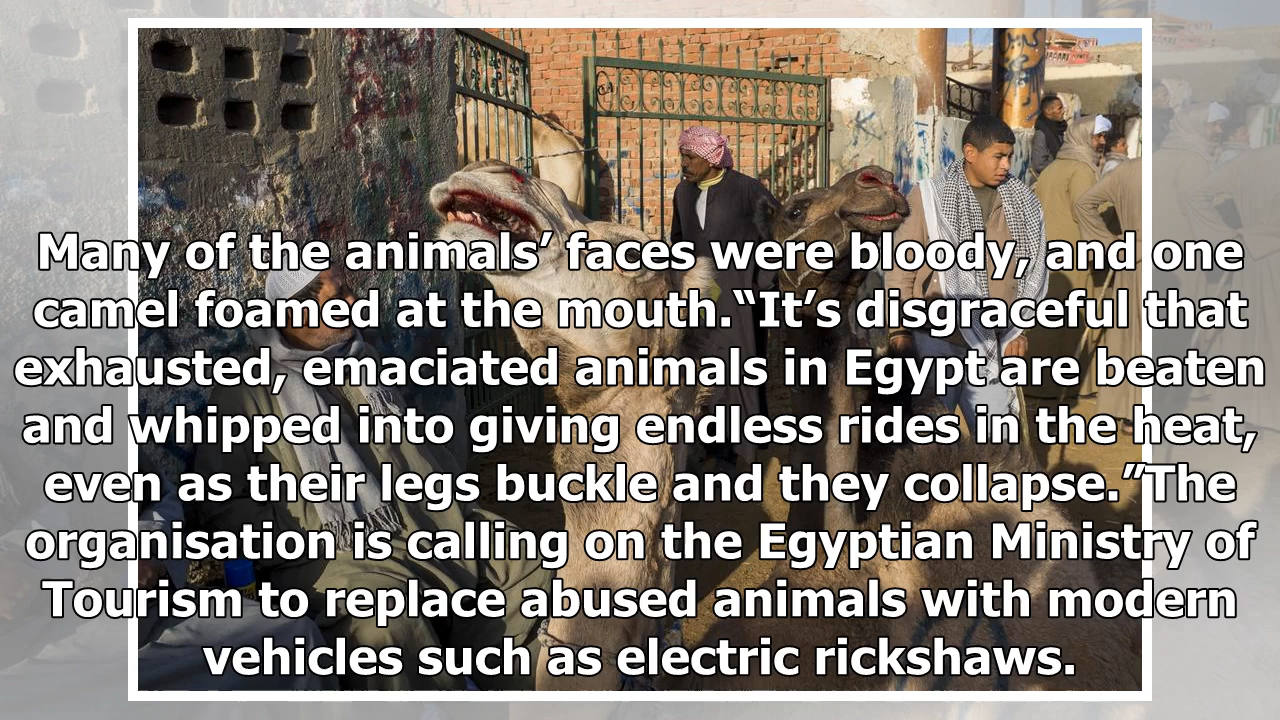 Many of the animals’ faces were bloody, and one
camel foamed at the mouth.“It’s disgraceful that
exhausted, emaciated animals in Egypt are beaten
and whipped into giving endless rides in the heat,
even as their legs buckle and they collapse.”The
organisation is calling on the Egyptian Ministry of
Tourism to replace abused animals with modern
vehicles such as electric rickshaws.